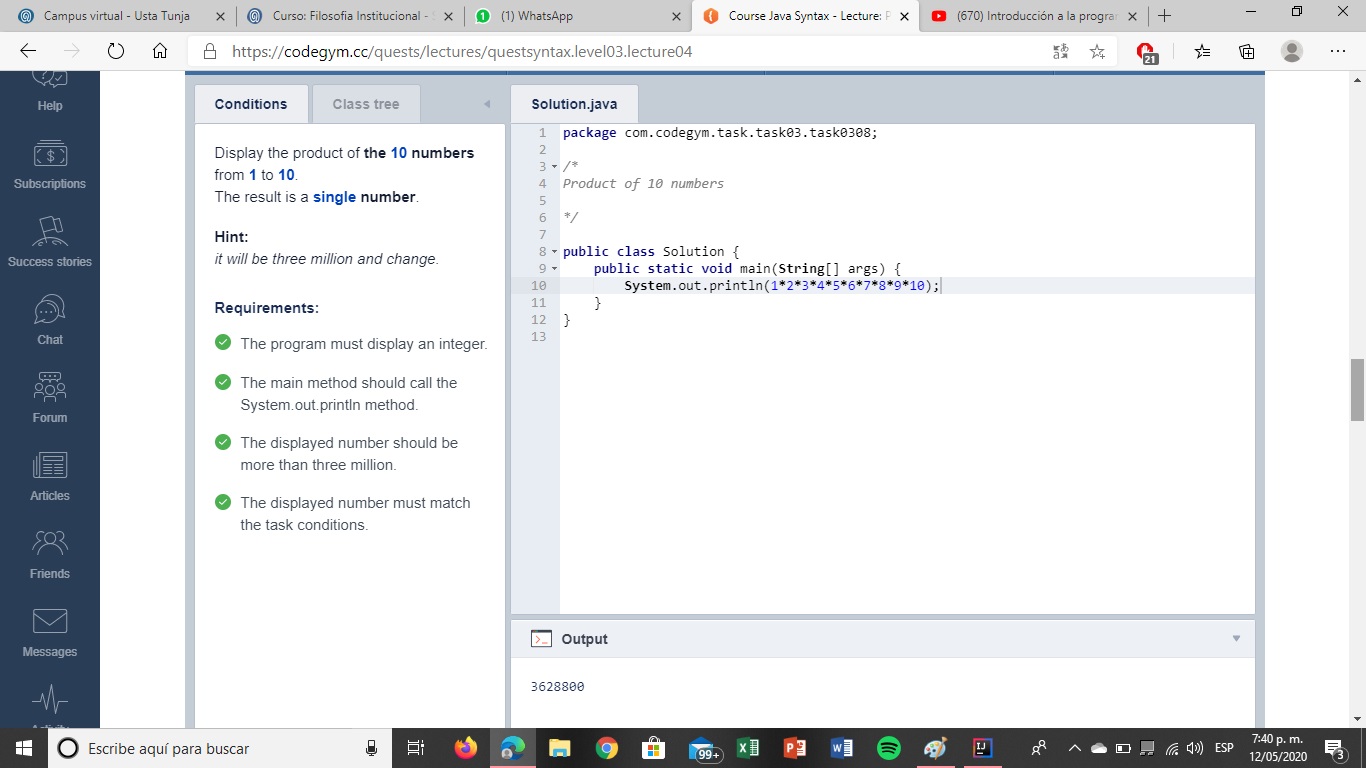 Campus virtual - Usta Tunja
Curso: Filosofia Institucional -
(1) WhatsApp
Course Java Syntax - Lecture: P
(670) Introducción a la progra
https://codegym.cc/quests/lectures/questsyntax.level03.lecture04
21
Help
Subscriptions
Success stories
Chat
Forum
Articles
Friends
Messages
Activity
Conditions
Class tree
Display the product of the 10 numbers
from 1 to 10.
The result is a single number.
Hint:
it will be three million and change.
Requirements:
The program must display an integer.
The main method should call the
System.out.println method.
The displayed number should be
more than three million.
The displayed number must match
the task conditions.
Solution.java
1 package com.codegym.task.task03.task0308;
2
3 /*
4 Product of 10 numbers
5
6 */
7
8 public class Solution {
9 public static void main(String[] args) {
10 System.out.println(1*2*3*4*5*6*7*8*9*10);
11 }
12 }
13
Output
3628800
Escribe aquí para buscar
99+
ESP
7:40 p. m.
12/05/2020
3